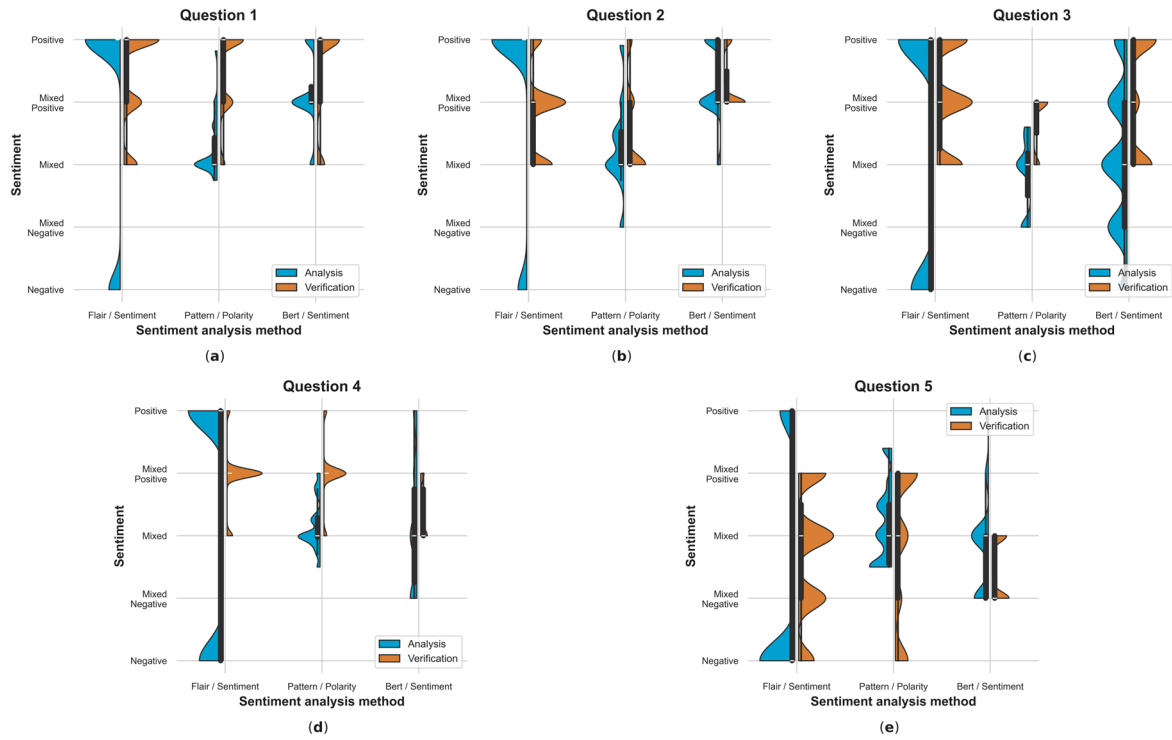 Question 1
Positive
Mixed
Positive
Mixed
Mixed
Negative
Negative
Sentiment
Analysis
Verification
Flair / Sentiment
Pattern / Polarity
Bert / Sentiment
Sentiment analysis method
(a)
Question 2
Positive
Mixed
Positive
Mixed
Mixed
Negative
Negative
Sentiment
Analysis
Verification
Flair / Sentiment
Pattern / Polarity
Bert / Sentiment
Sentiment analysis method
(b)
Question 3
Positive
Mixed
Positive
Mixed
Mixed
Negative
Negative
Sentiment
Analysis
Verification
Flair / Sentiment
Pattern / Polarity
Bert / Sentiment
Sentiment analysis method
(c)
Question 4
Positive
Mixed
Positive
Mixed
Mixed
Negative
Negative
Sentiment
Analysis
Verification
Flair / Sentiment
Pattern / Polarity
Bert / Sentiment
Sentiment analysis method
(d)
Question 5
Positive
Mixed
Positive
Mixed
Mixed
Negative
Negative
Sentiment
Analysis
Verification
Flair / Sentiment
Pattern / Polarity
Bert / Sentiment
Sentiment analysis method
(e)